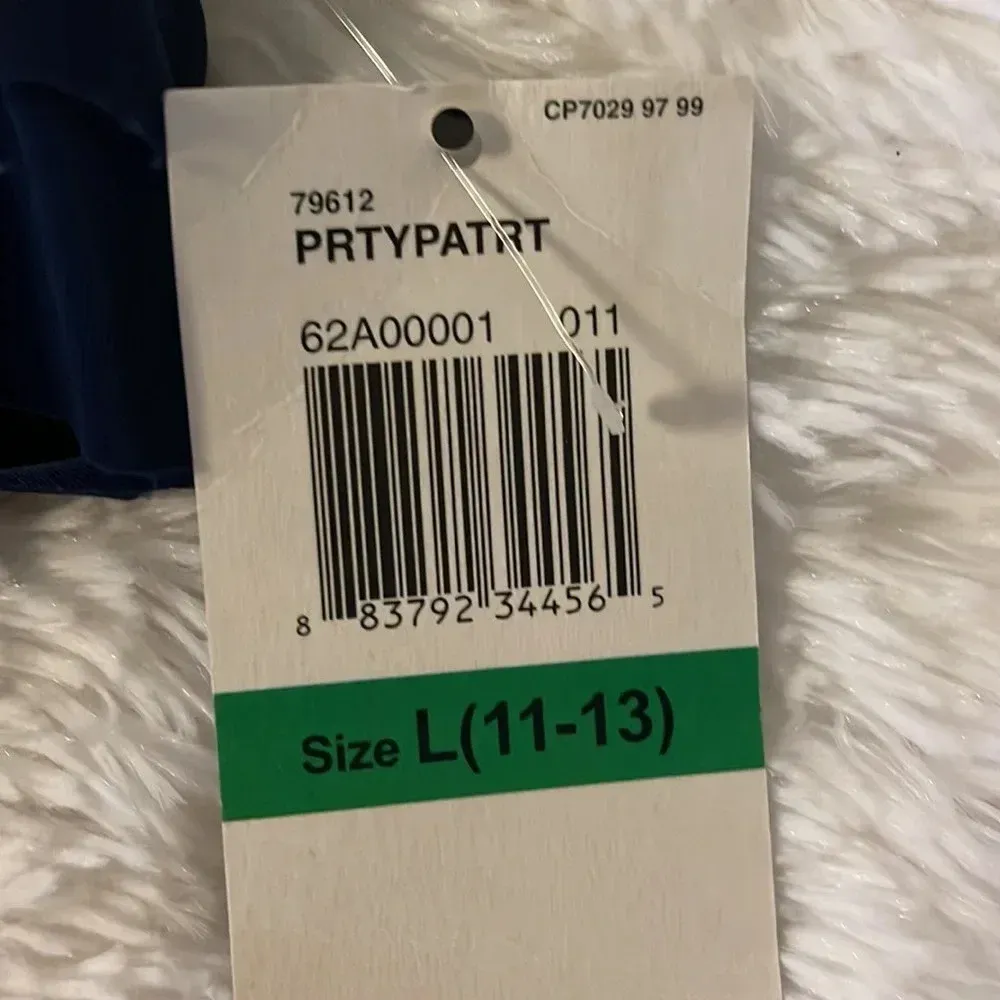 CP7029 97 99
79612
PRTYPATRT
62A00001 011
8 83792 34456 5
Size L(11-13)